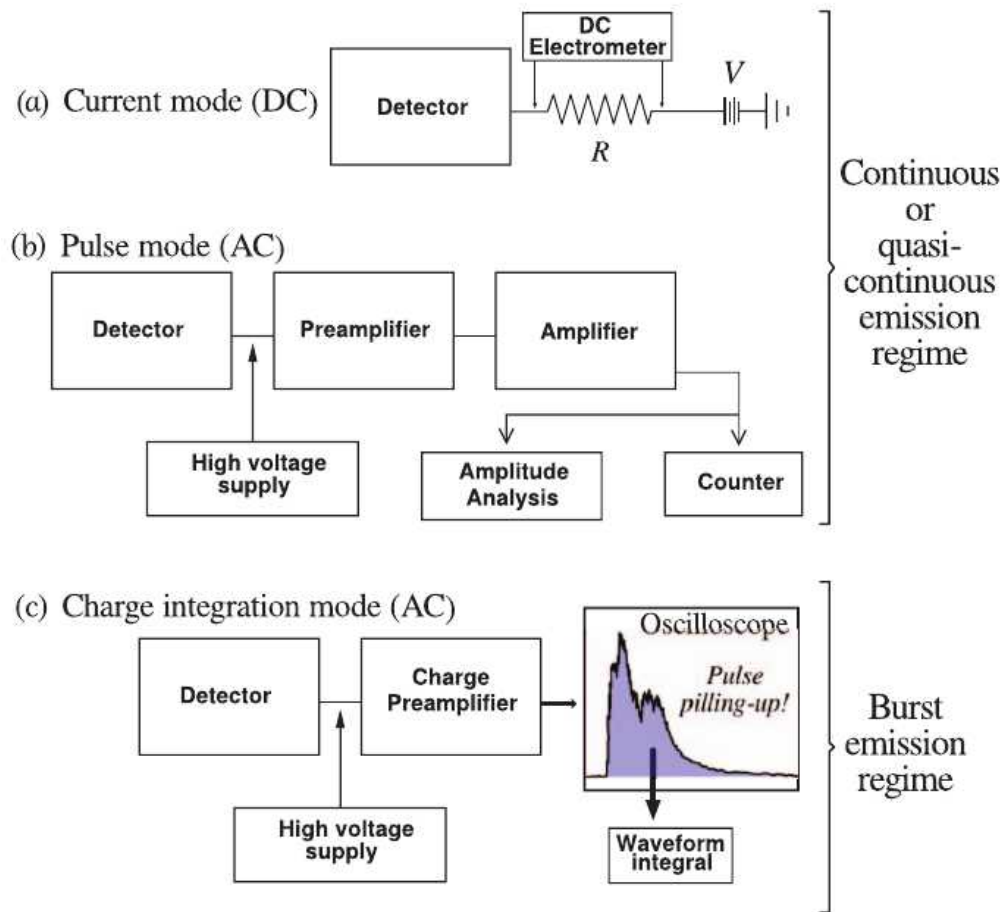 (a) Current mode (DC)
Detector
DC
Electrometer
R
V
(b) Pulse mode (AC)
Detector
Preamplifier
Amplifier
High voltage
supply
Amplitude
Analysis
Counter
Continuous
or
quasi-
continuous
emission
regime
(c) Charge integration mode (AC)
Detector
Charge
Preamplifier
Oscilloscope
Pulse
pilling-up!
High voltage
supply
Waveform
integral
Burst
emission
regime